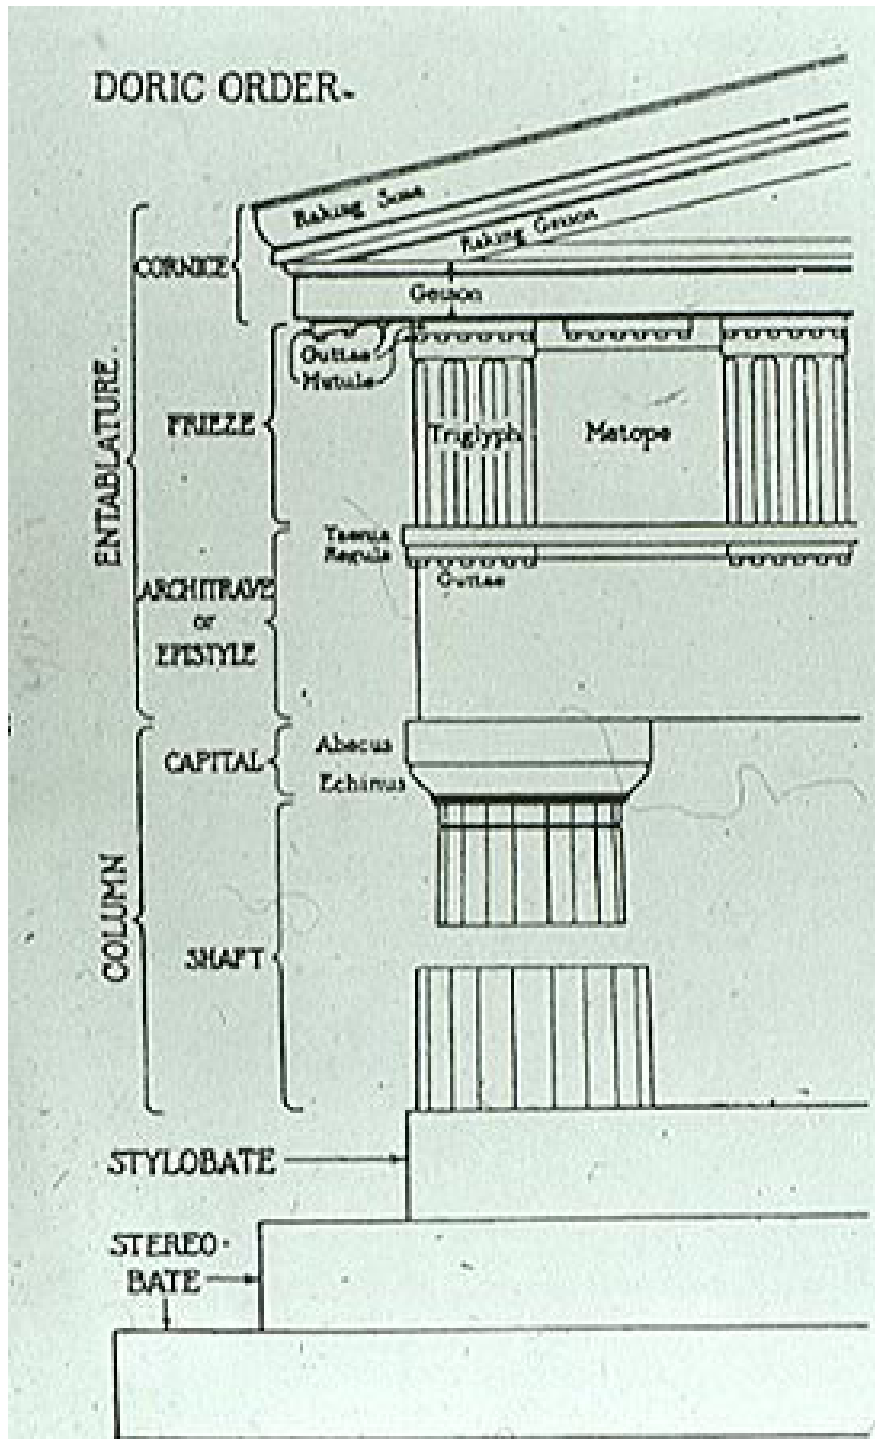 DORIC ORDER-
Raking Sima
Raking Geison
CORNICE
Geison
Guttae
Mutule
ENTABLATURE.
FRIEZE
Triglyph
Metope
Taenia
Regula
Guttae
ARCHITRAVE
or
EPISTYLE
Abacus
CAPITAL
Echinus
COLUMN
SHAFT
STYLOBATE
STEREO-
BATE